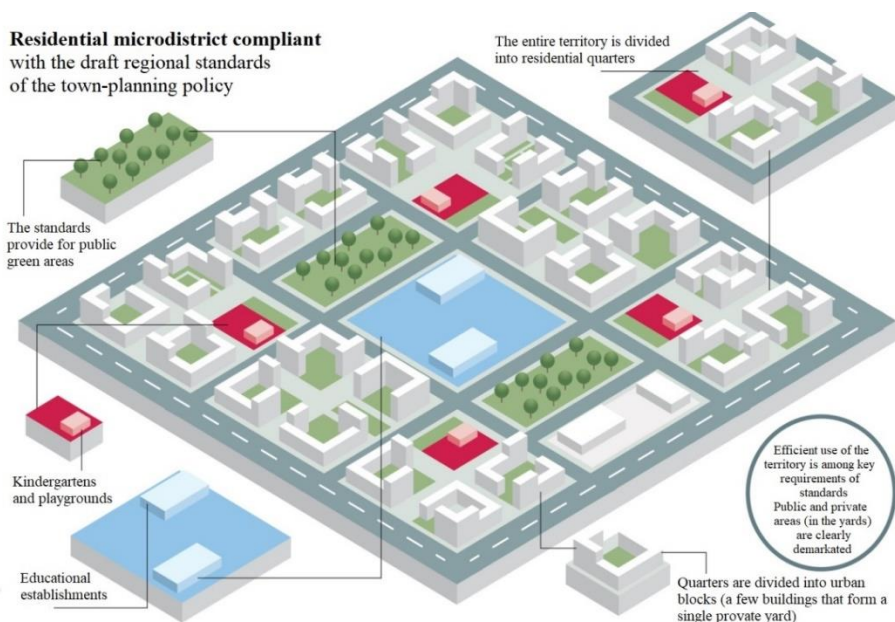 Residential microdistrict compliant
with the draft regional standards
of the town-planning policy
The entire territory is divided
into residential quarters
The standards
provide for public
green areas
Kindergartens
and playgrounds
Educational
establishments
Efficient use of the
territory is among key
requirements of
standards
Public and private
areas (in the yards)
are clearly
demarkated
Quarters are divided into urban
blocks (a few buildings that form a
single provate yard)